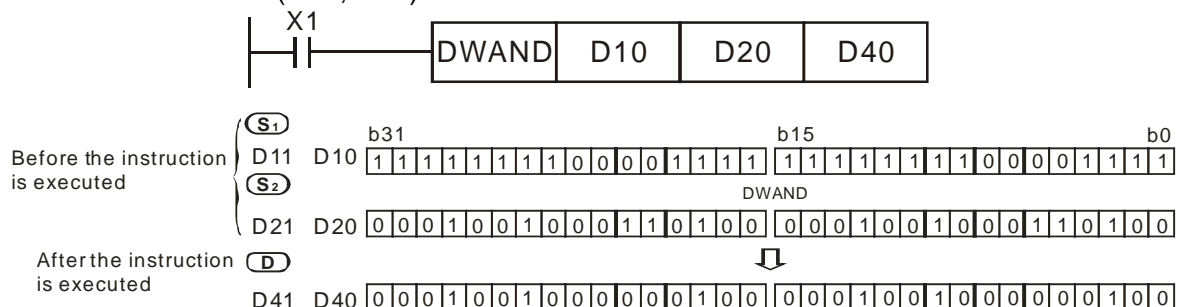 X1
DWAND D10 D20 D40
S1
b31 b15 b0
Before the instruction
is executed
D11 D10 1 1 1 1 1 1 1 1 0 0 0 0 1 1 1 1 1 1 1 1 1 1 1 1 0 0 0 0 1 1 1 1
S2
DWAND
D21 D20 0 0 0 1 0 0 1 0 0 0 1 1 0 1 0 0 0 0 0 1 0 0 1 0 0 0 1 1 0 1 0 0
After the instruction
is executed
D
D41 D40 0 0 0 1 0 0 1 0 0 0 0 0 0 1 0 0 0 0 0 1 0 0 1 0 0 0 0 0 0 1 0 0